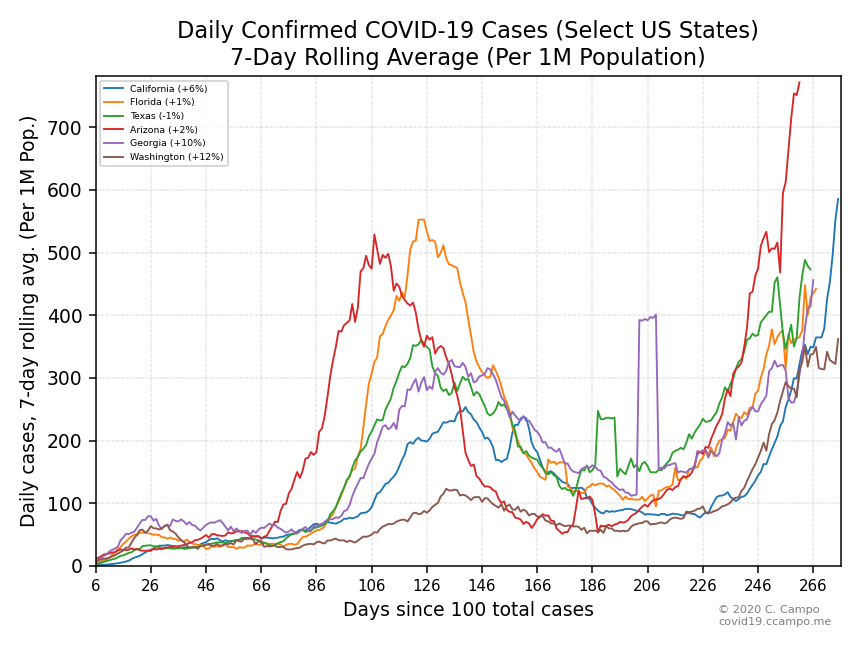 Daily Confirmed COVID-19 Cases (Select US States)
7-Day Rolling Average (Per 1M Population)
California (+6%)
Florida (+1%)
Texas (-1%)
Arizona (+2%)
Georgia (+10%)
Washington (+12%)
Daily cases, 7-day rolling avg. (Per 1M Pop.)
700
600
500
400
300
200
100
0
6 26 46 66 86 106 126 146 166 186 206 226 246 266
Days since 100 total cases
© 2020 C. Campo
covid19.ccampo.me